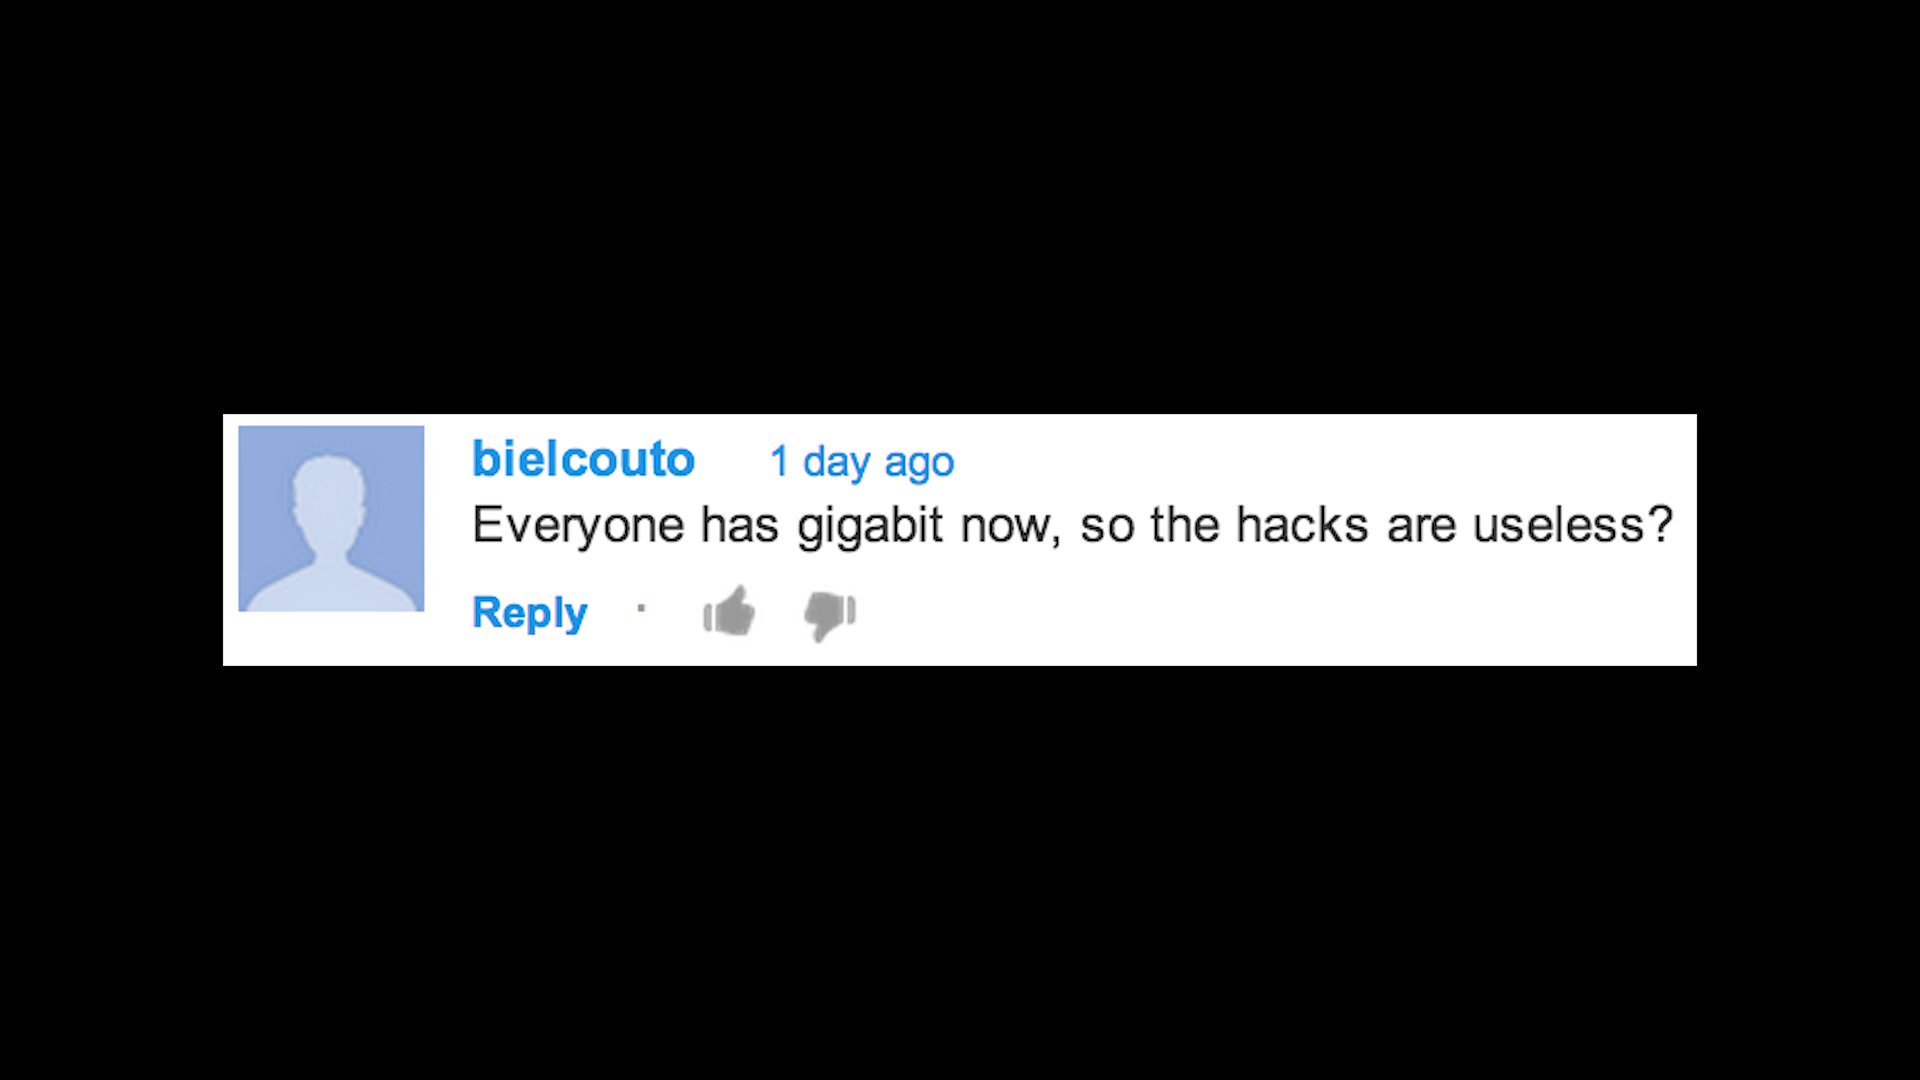 bielcouto 1 day ago
Everyone has gigabit now, so the hacks are useless?
Reply ·